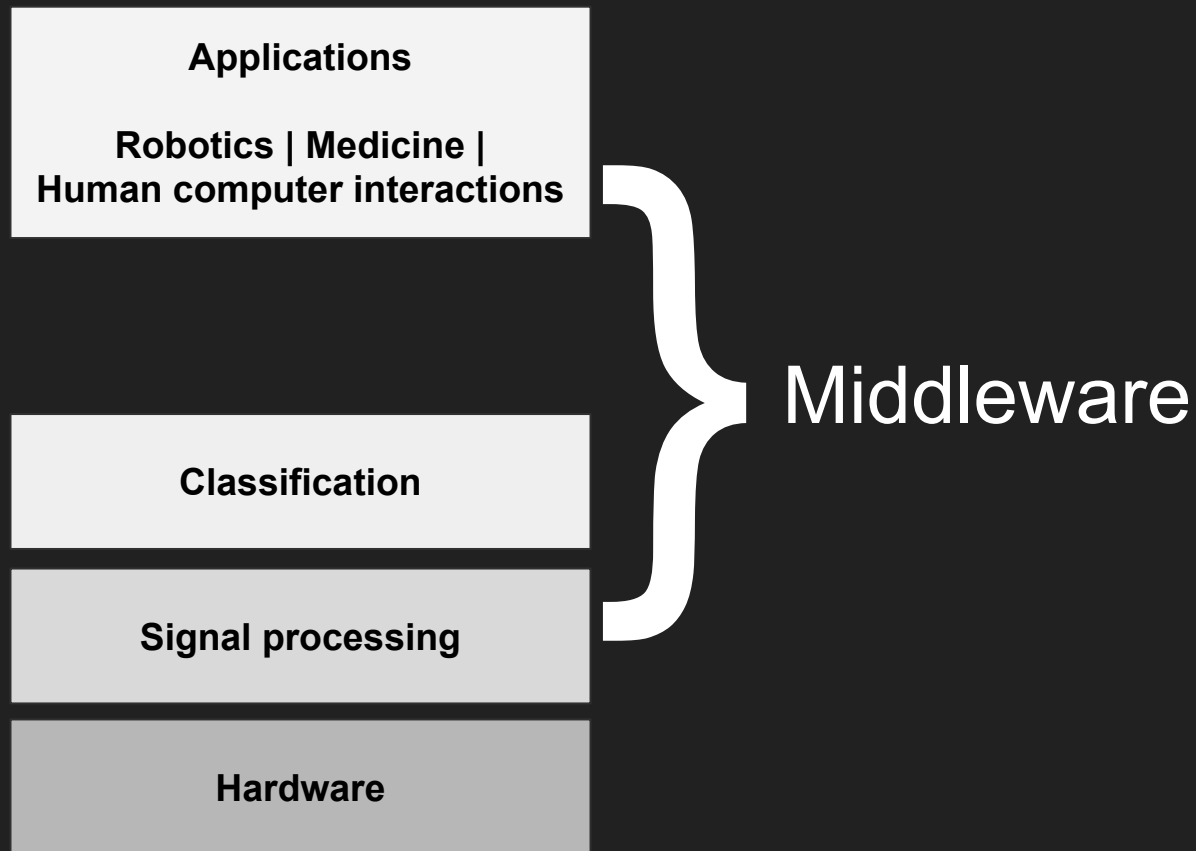 Applications
Robotics | Medicine |
Human computer interactions
Classification
Signal processing
Hardware
Middleware